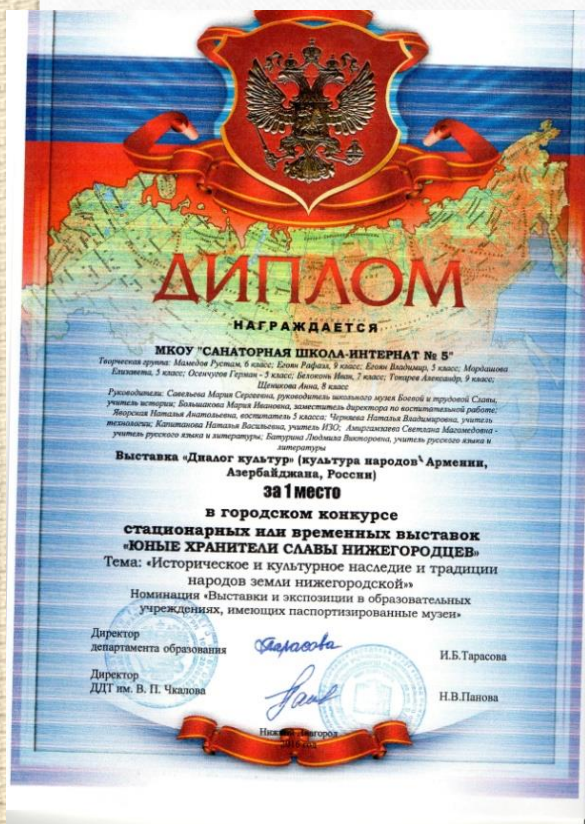 ДИПЛОМ
НАГРАЖДАЕТСЯ
МКОУ "САНАТОРНАЯ ШКОЛА-ИНТЕРНАТ № 5"
Творческая группа: Мамедов Рустам, 6 класс; Егоян Рафаэл, 9 класс; Егоян Владимир, 5 класс; Мордашова
Елизавета, 5 класс; Осенчугов Герман - 5 класс; Белоконь Иван, 7 класс; Токарев Александр, 9 класс;
Щеникова Анна, 8 класс
Руководители: Савельева Мария Сергеевна, руководитель школьного музея Боевой и трудовой Славы,
учитель истории; Большакова Мария Ивановна, заместитель директора по воспитательной работе;
Яворская Наталья Анатольевна, воспитатель 5 класса; Черняева Наталья Владимировна, учитель
технологии; Капитанова Наталья Васильевна, учитель ИЗО; Светлана Магомедовна -
учитель русского языка и литературы; Батурина Людмила Викторовна, учитель русского языка и
литературы
Выставка «Диалог культур» (культура народов Армении,
Азербайджана, России)
за 1 место
в городском конкурсе
стационарных или временных выставок
«ЮНЫЕ ХРАНИТЕЛИ СЛАВЫ НИЖЕГОРОДЦЕВ»
Тема: «Историческое и культурное наследие и традиции
народов земли нижегородской»»
Номинация «Выставки и экспозиции в образовательных
учреждениях, имеющих паспортизированные музеи»
Директор
департамента образования
Тарасова
И.Б.Тарасова
Директор
ДДТ им. В. П. Чкалова
Н.В.Панова
Нижний Новгород
2016 год